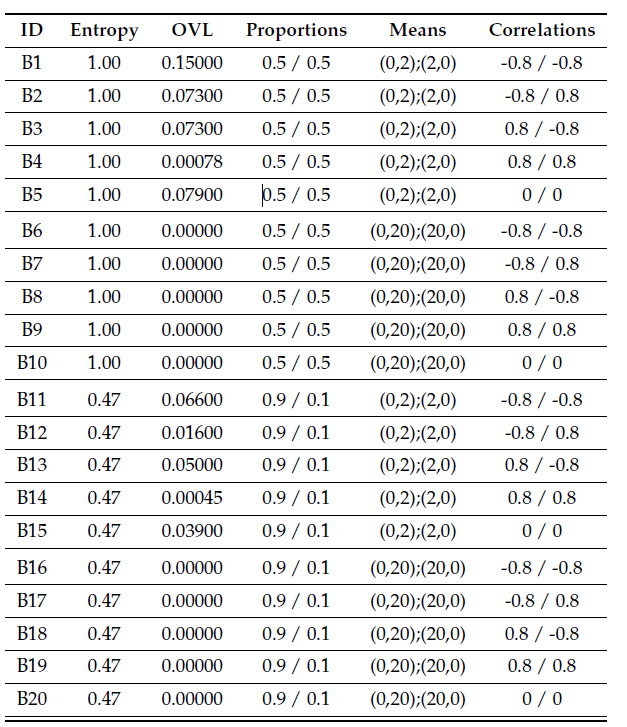 ID Entropy OVL Proportions Means Correlations
B1 1.00 0.15000 0.5 / 0.5 (0,2);(2,0) -0.8 / -0.8
B2 1.00 0.07300 0.5 / 0.5 (0,2);(2,0) -0.8 / 0.8
B3 1.00 0.07300 0.5 / 0.5 (0,2);(2,0) 0.8 / -0.8
B4 1.00 0.00078 0.5 / 0.5 (0,2);(2,0) 0.8 / 0.8
B5 1.00 0.07900 0.5 / 0.5 (0,2);(2,0) 0 / 0
B6 1.00 0.00000 0.5 / 0.5 (0,20);(20,0) -0.8 / -0.8
B7 1.00 0.00000 0.5 / 0.5 (0,20);(20,0) -0.8 / 0.8
B8 1.00 0.00000 0.5 / 0.5 (0,20);(20,0) 0.8 / -0.8
B9 1.00 0.00000 0.5 / 0.5 (0,20);(20,0) 0.8 / 0.8
B10 1.00 0.00000 0.5 / 0.5 (0,20);(20,0) 0 / 0
B11 0.47 0.06600 0.9 / 0.1 (0,2);(2,0) -0.8 / -0.8
B12 0.47 0.01600 0.9 / 0.1 (0,2);(2,0) -0.8 / 0.8
B13 0.47 0.05000 0.9 / 0.1 (0,2);(2,0) 0.8 / -0.8
B14 0.47 0.00045 0.9 / 0.1 (0,2);(2,0) 0.8 / 0.8
B15 0.47 0.03900 0.9 / 0.1 (0,2);(2,0) 0 / 0
B16 0.47 0.00000 0.9 / 0.1 (0,20);(20,0) -0.8 / -0.8
B17 0.47 0.00000 0.9 / 0.1 (0,20);(20,0) -0.8 / 0.8
B18 0.47 0.00000 0.9 / 0.1 (0,20);(20,0) 0.8 / -0.8
B19 0.47 0.00000 0.9 / 0.1 (0,20);(20,0) 0.8 / 0.8
B20 0.47 0.00000 0.9 / 0.1 (0,20);(20,0) 0 / 0